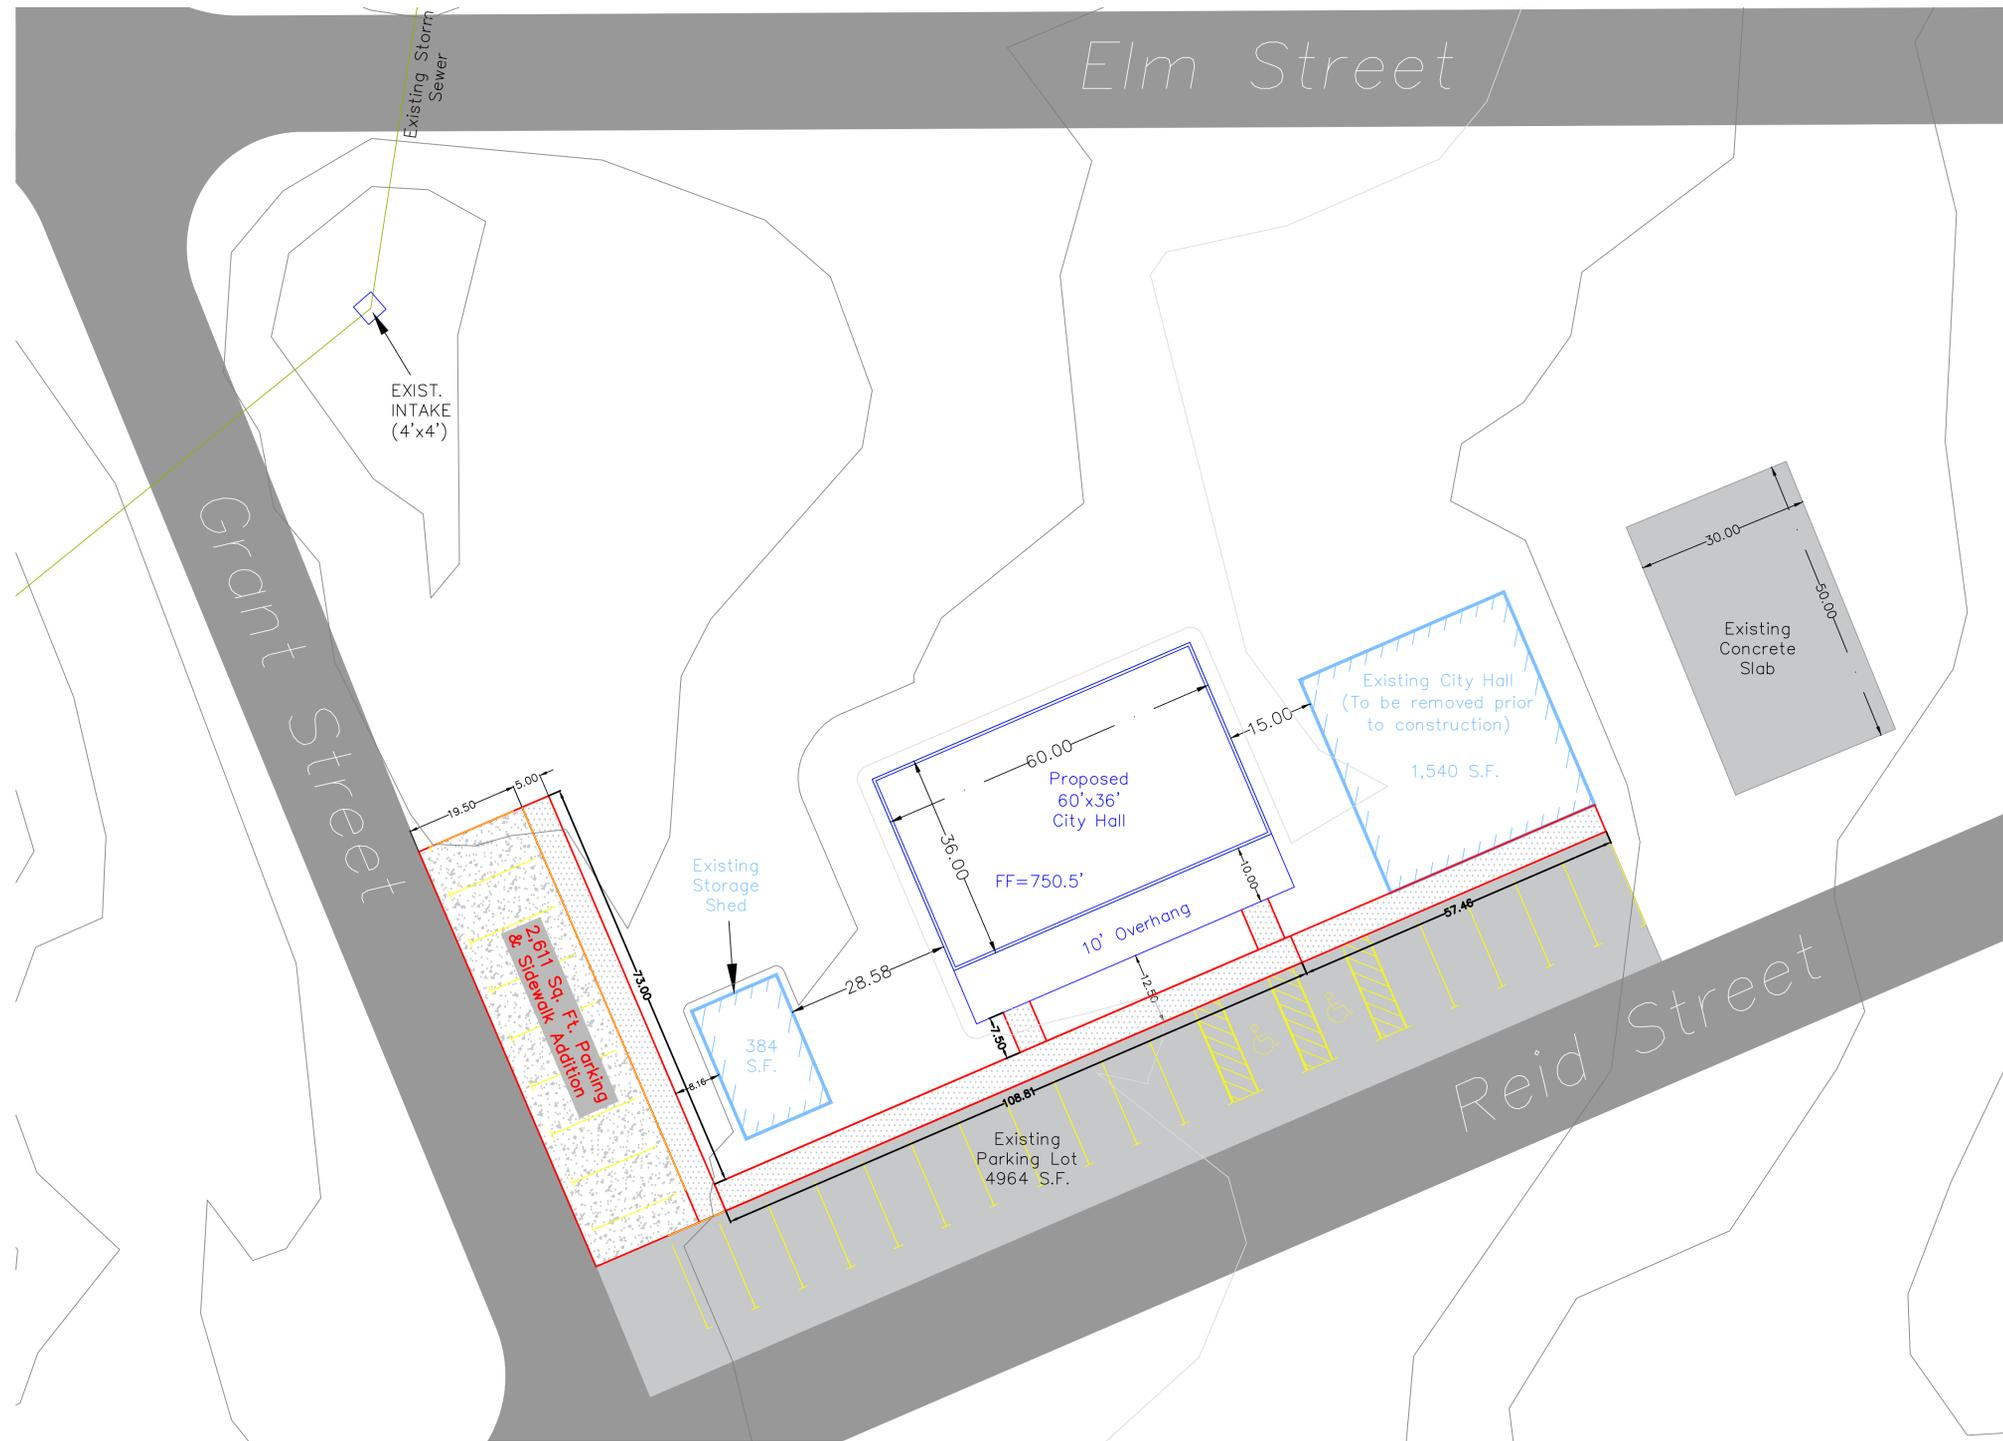 Existing Storm
Sewer
Elm Street
EXIST.
INTAKE
(4'x4')
Grant Street
30.00
50.00
Existing
Concrete
Slab
Existing City Hall
(To be removed prior
to construction)
1,540 S.F.
15.00
60.00
Proposed
60'x36'
City Hall
36.00
FF=750.5'
10.00
10' Overhang
19.50
5.00
Existing
Storage
Shed
2,611 Sq. Ft. Parking
& Sidewalk Addition
73.00
28.58
12.50
7.50
57.46
384
S.F.
8.16
108.81
Existing
Parking Lot
4964 S.F.
Reid Street